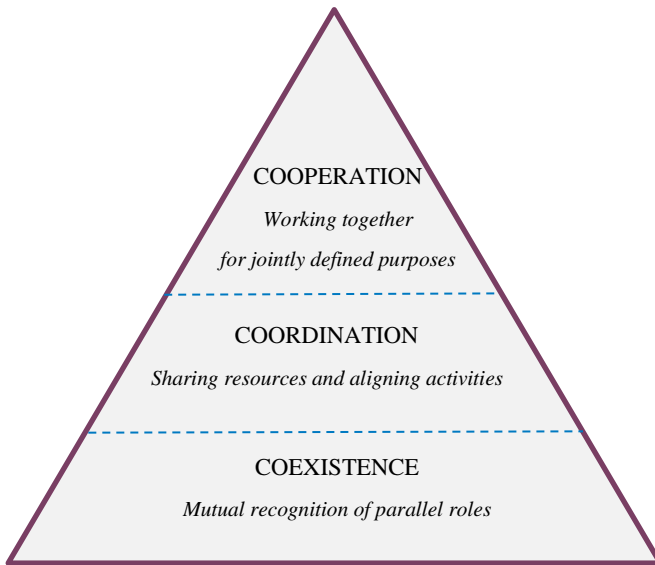 COOPERATION
Working together
for jointly defined purposes
COORDINATION
Sharing resources and aligning activities
COEXISTENCE
Mutual recognition of parallel roles